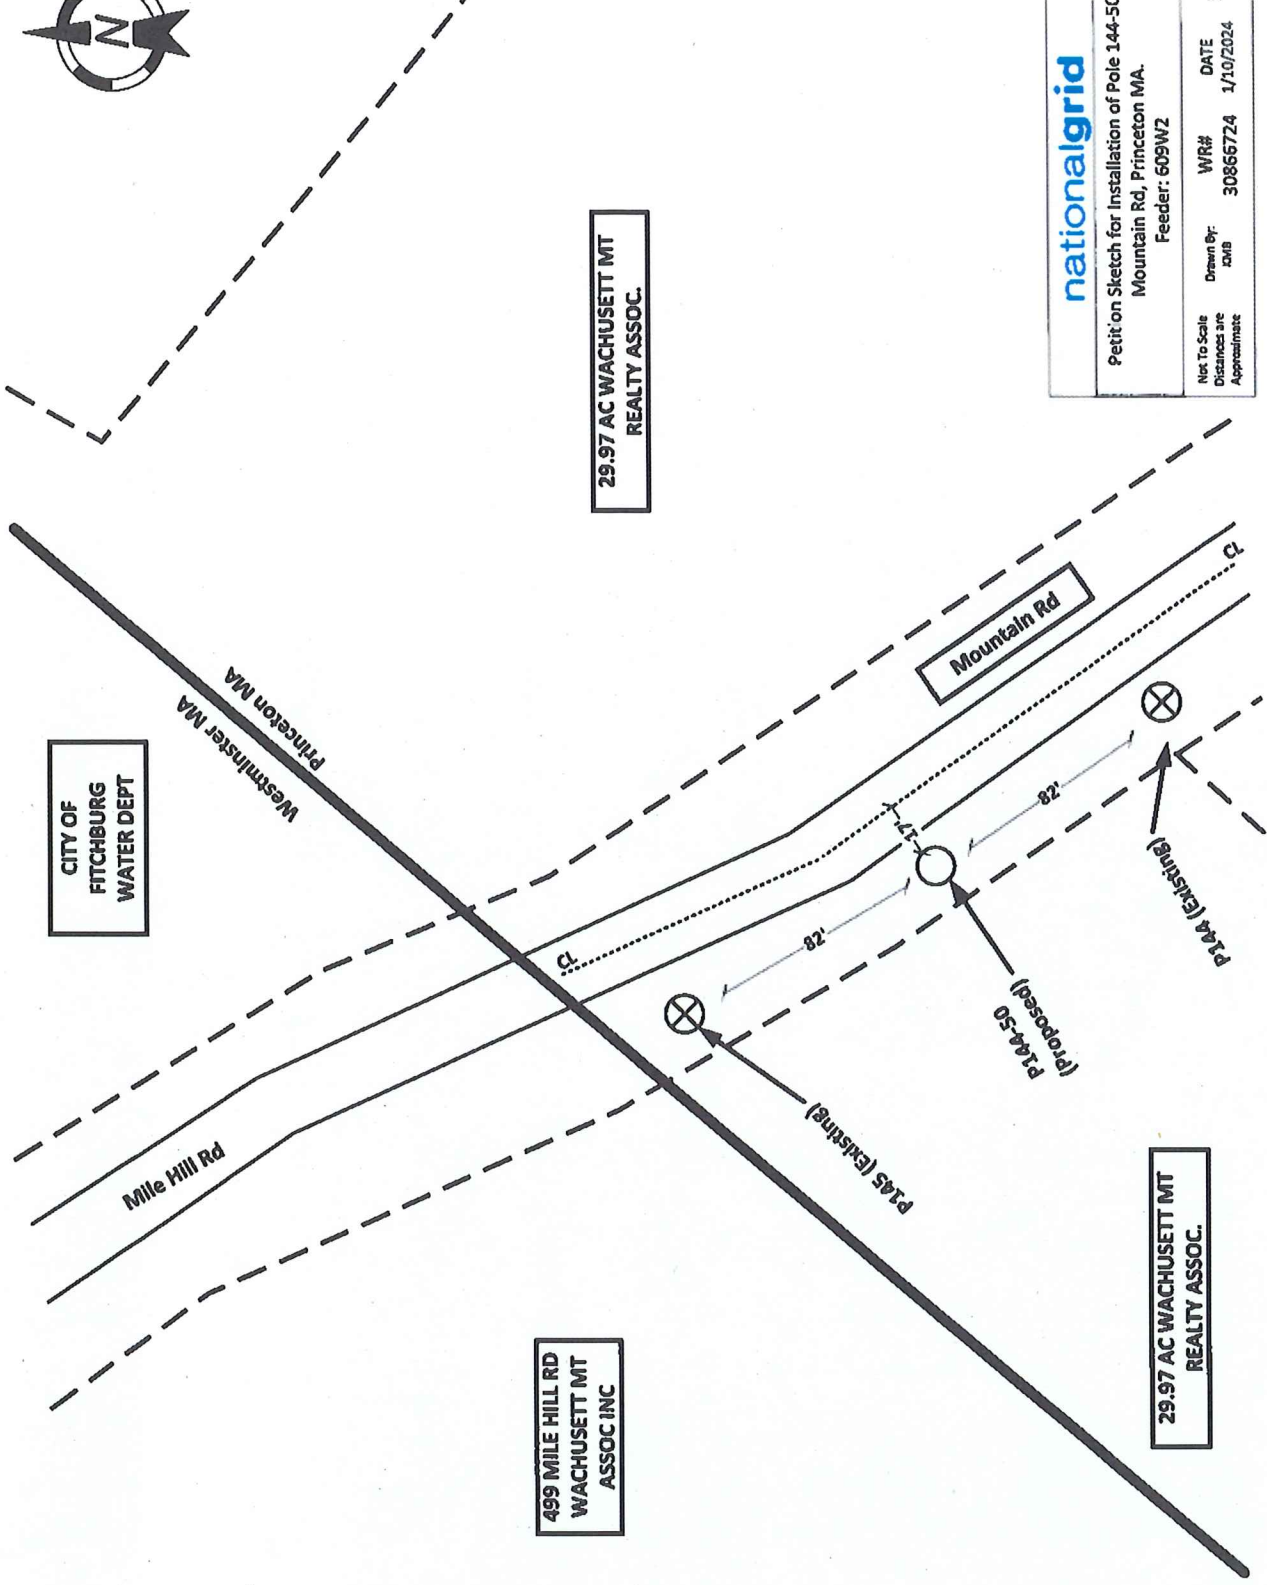 N
CITY OF
FITCHBURG
WATER DEPT
Westminster MA
Princeton MA
29.97 AC WACHUSETT MT
REALTY ASSOC.
Mile Hill Rd
CL
Mountain Rd
CL
17'
82'
82'
P145 (Existing)
P144-50
(Proposed)
P144 (Existing)
499 MILE HILL RD
WACHUSETT MT
ASSOC INC
29.97 AC WACHUSETT MT
REALTY ASSOC.
nationalgrid
Petition Sketch for Installation of Pole 144-50
Mountain Rd, Princeton MA.
Feeder: 609W2
Not To Scale
Distances are
Approximate
Drawn By:
KMB
WR#
30866724
DATE
1/10/2024